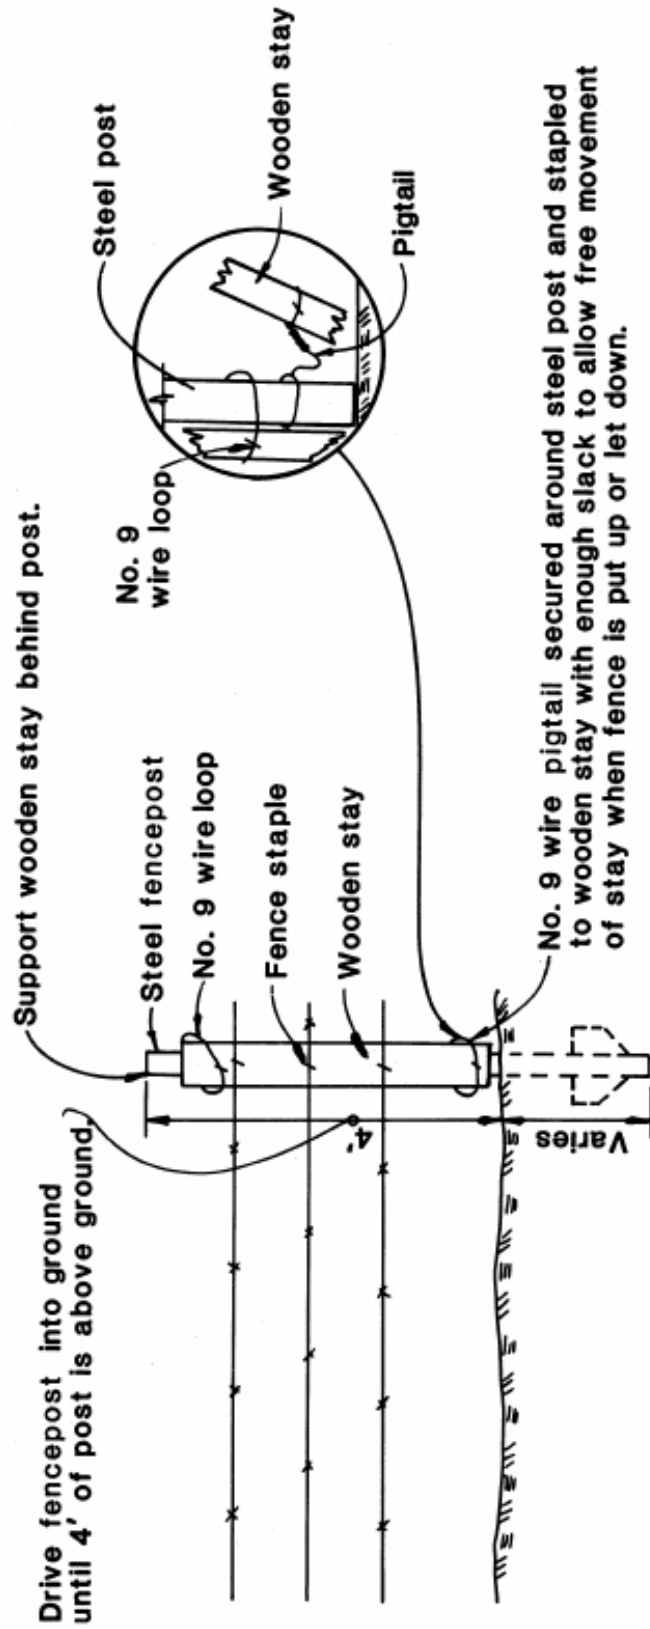 Drive fencepost into ground
until 4' of post is above ground.
Support wooden stay behind post.
Steel fencepost
No. 9 wire loop
Fence staple
Wooden stay
4'
Varies
No. 9
wire loop
Steel post
Wooden stay
Pigtail
No. 9 wire pigtail secured around steel post and stapled
to wooden stay with enough slack to allow free movement
of stay when fence is put up or let down.